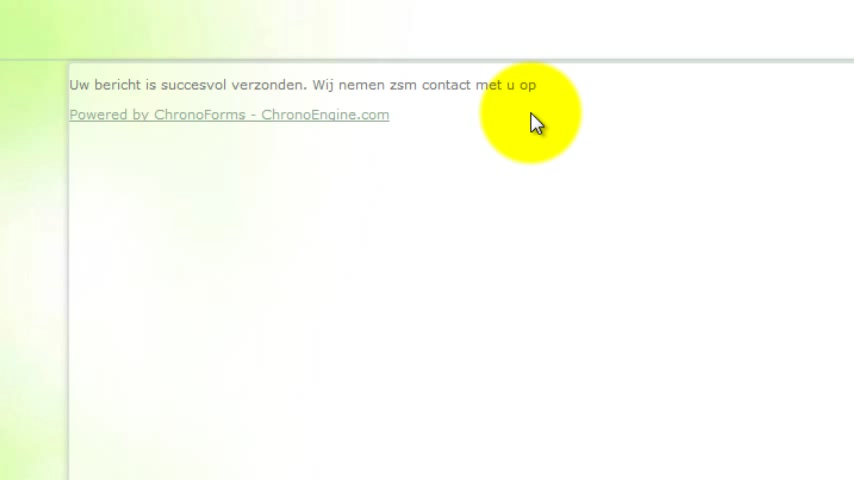 Uw bericht is succesvol verzonden. Wij nemen zsm contact met u op
Powered by ChronoForms - ChronoEngine.com